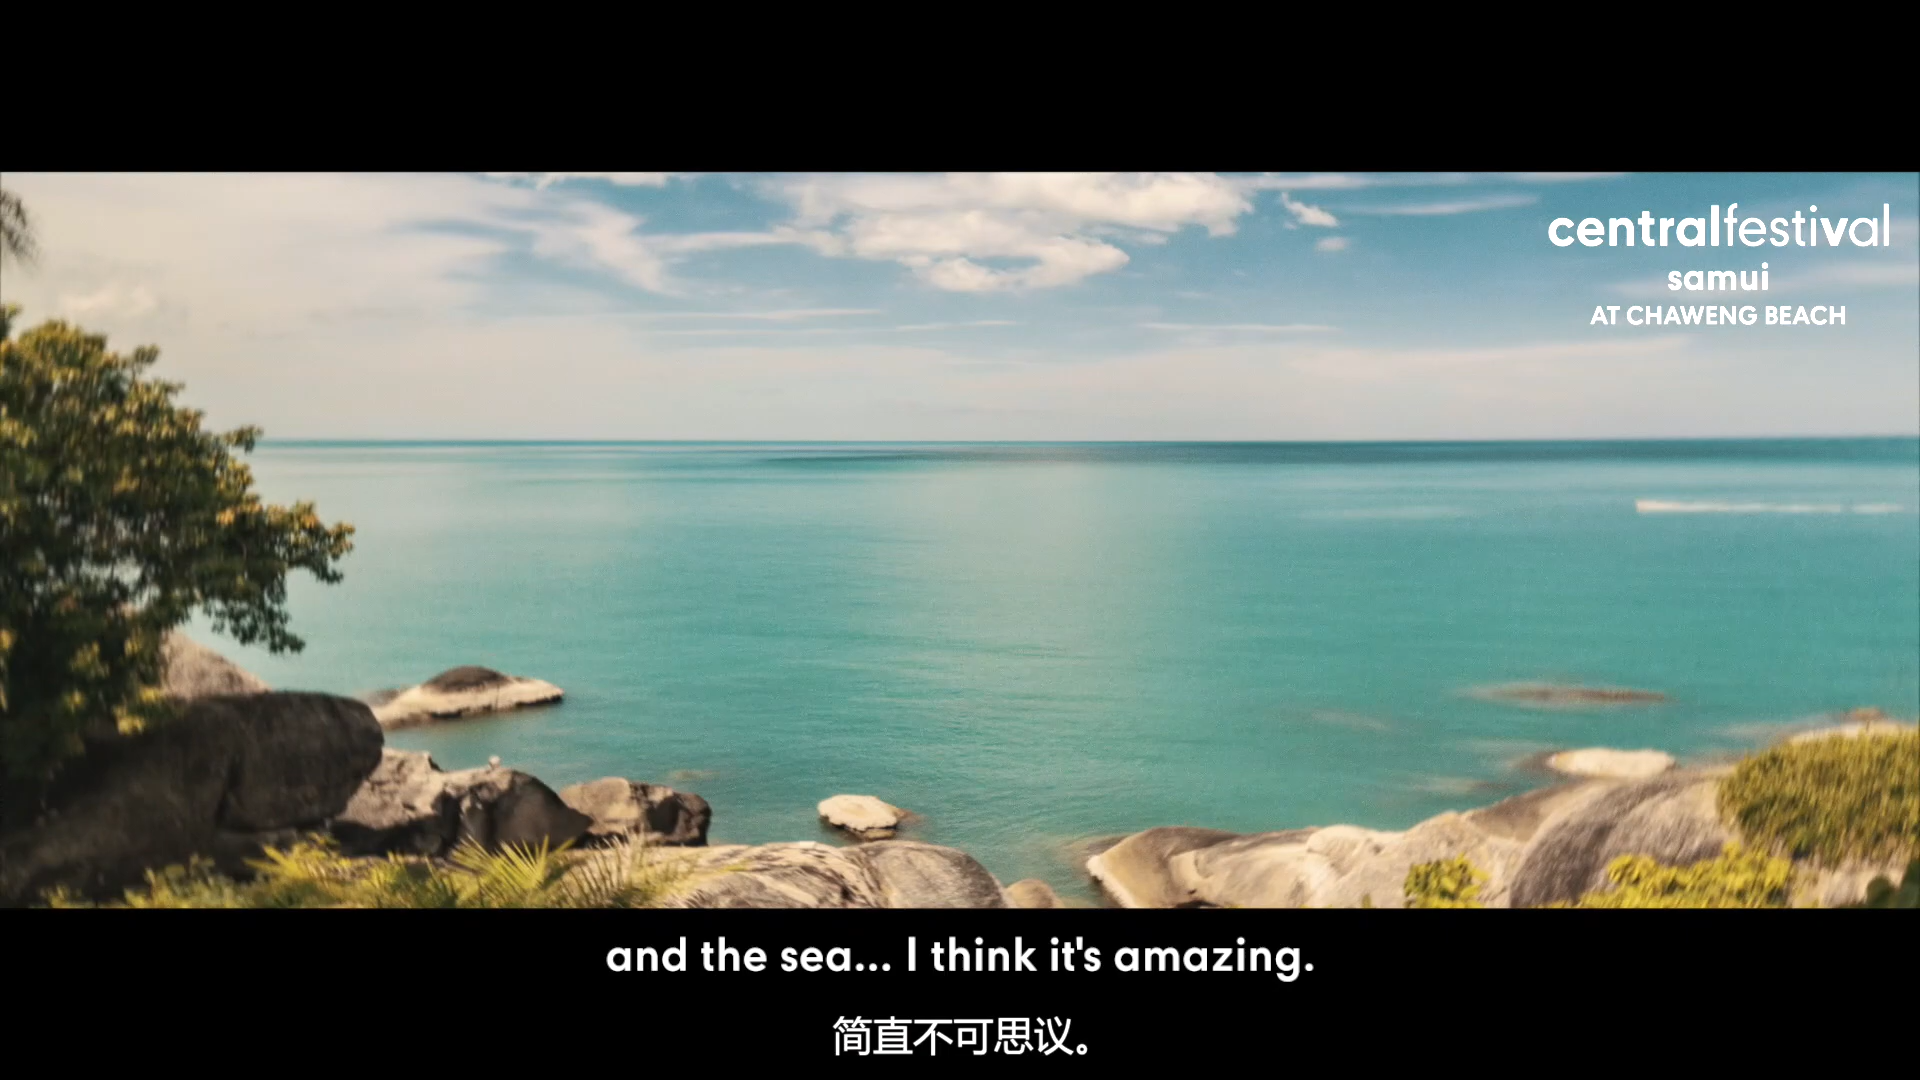 centralfestival
samui
AT CHAWENG BEACH
and the sea... I think it's amazing.
简直不可思议。